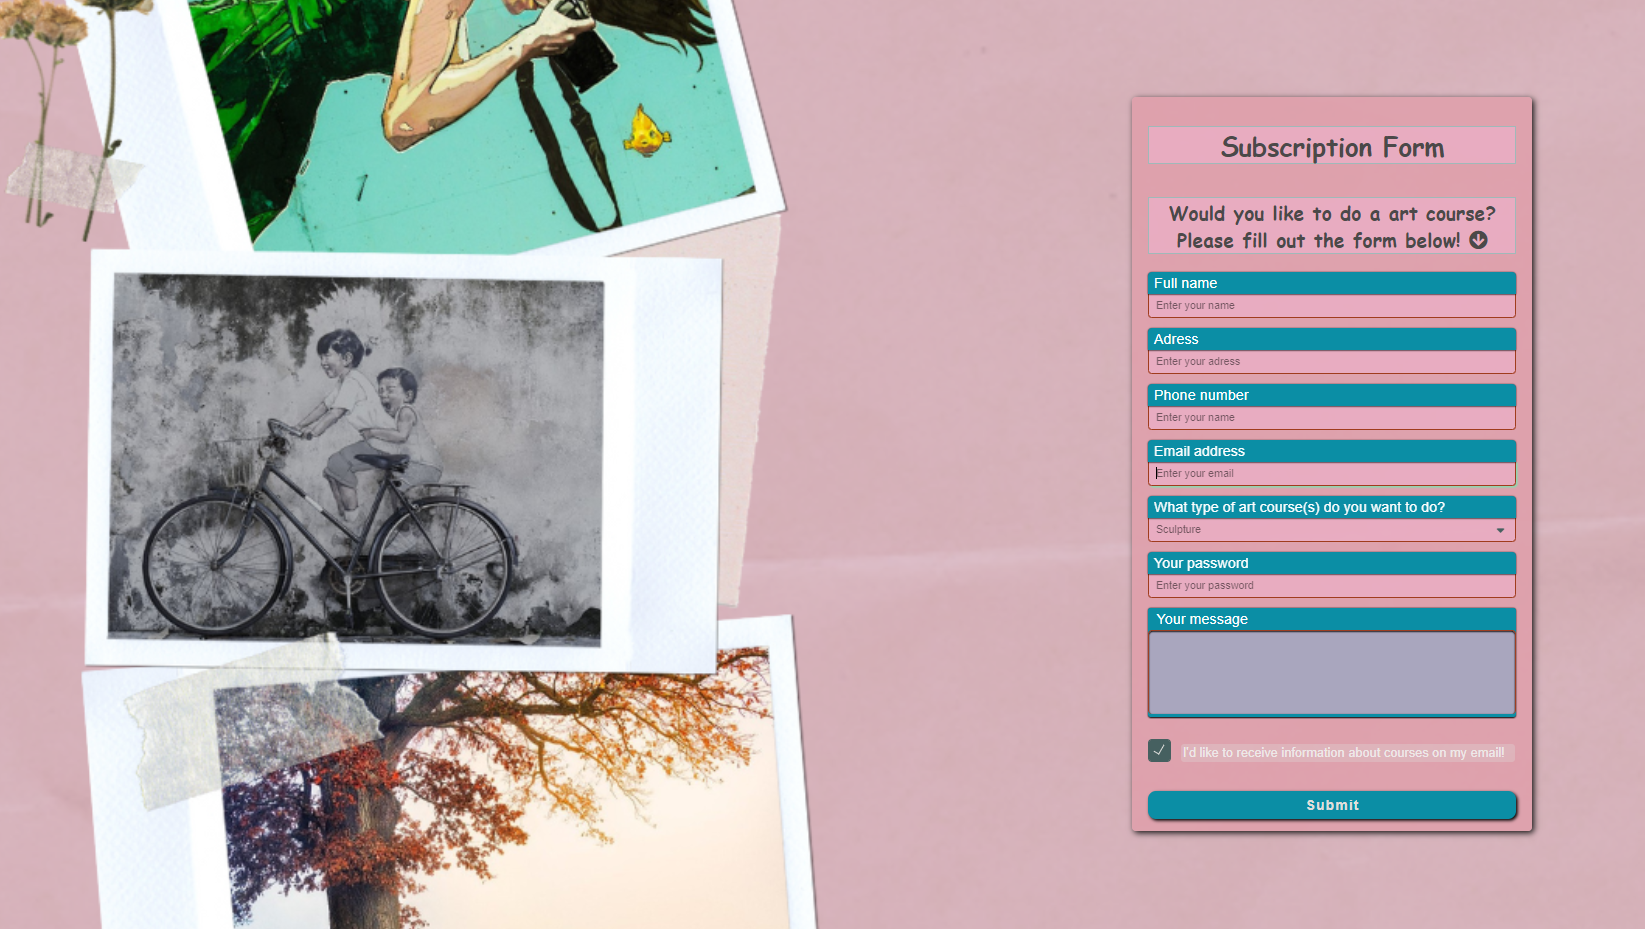 Subscription Form
Would you like to do a art course?
Please fill out the form below!
Full name
Enter your name
Adress
Enter your adress
Phone number
Enter your name
Email address
Enter your email
What type of art course(s) do you want to do?
Sculpture
Your password
Enter your password
Your message
I'd like to receive information about courses on my email!
Submit